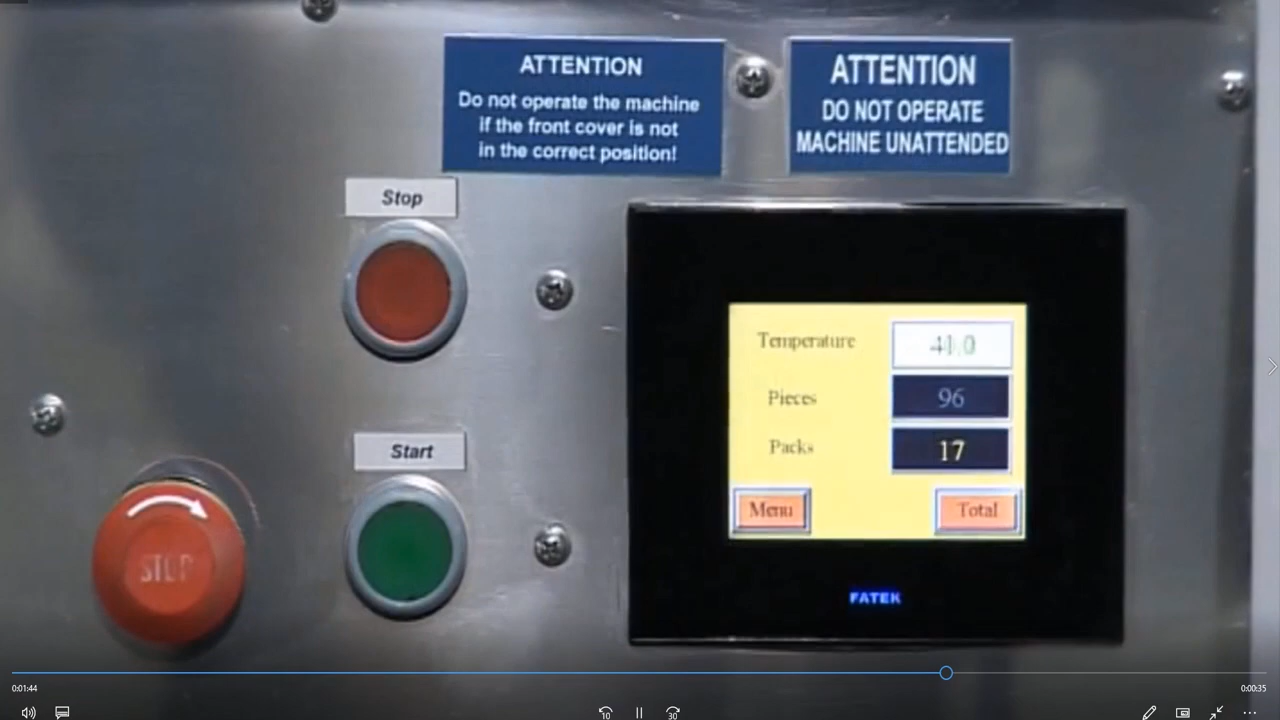 ATTENTION
Do not operate the machine
if the front cover is not
in the correct position!
ATTENTION
DO NOT OPERATE
MACHINE UNATTENDED
Stop
Start
STOP
Temperature
Pieces 96
Packs 17
Menu Total
FATEK
0:01:44 0:00:35
10 30